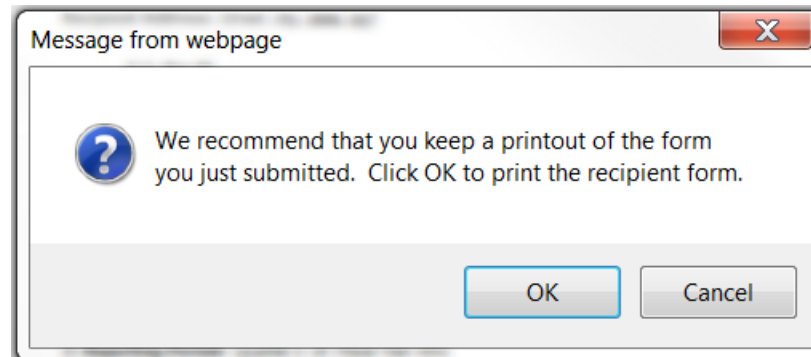 Message from webpage
We recommend that you keep a printout of the form
you just submitted.  Click OK to print the recipient form.
OK
Cancel